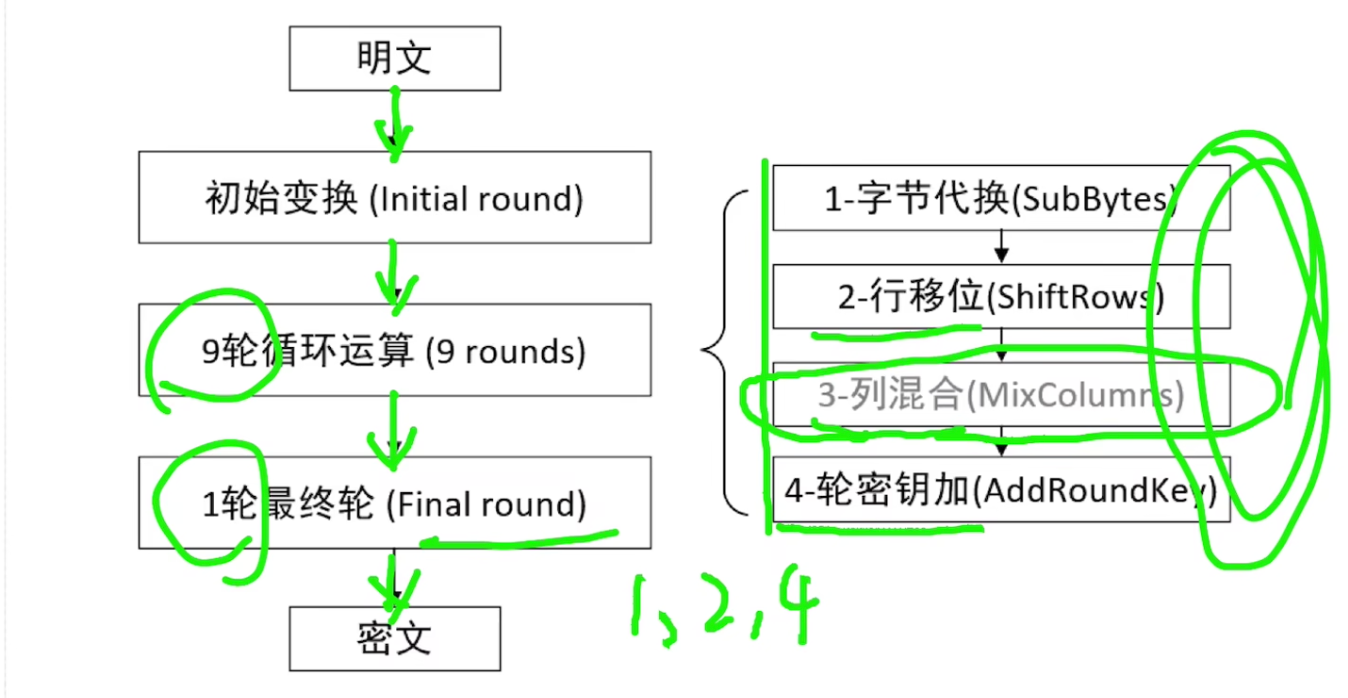 明文
初始变换 (Initial round)
9轮循环运算 (9 rounds)
1轮最终轮 (Final round)
密文
1-字节代换(SubBytes)
2-行移位(ShiftRows)
3-列混合(MixColumns)
4-轮密钥加(AddRoundKey)
1、2,4